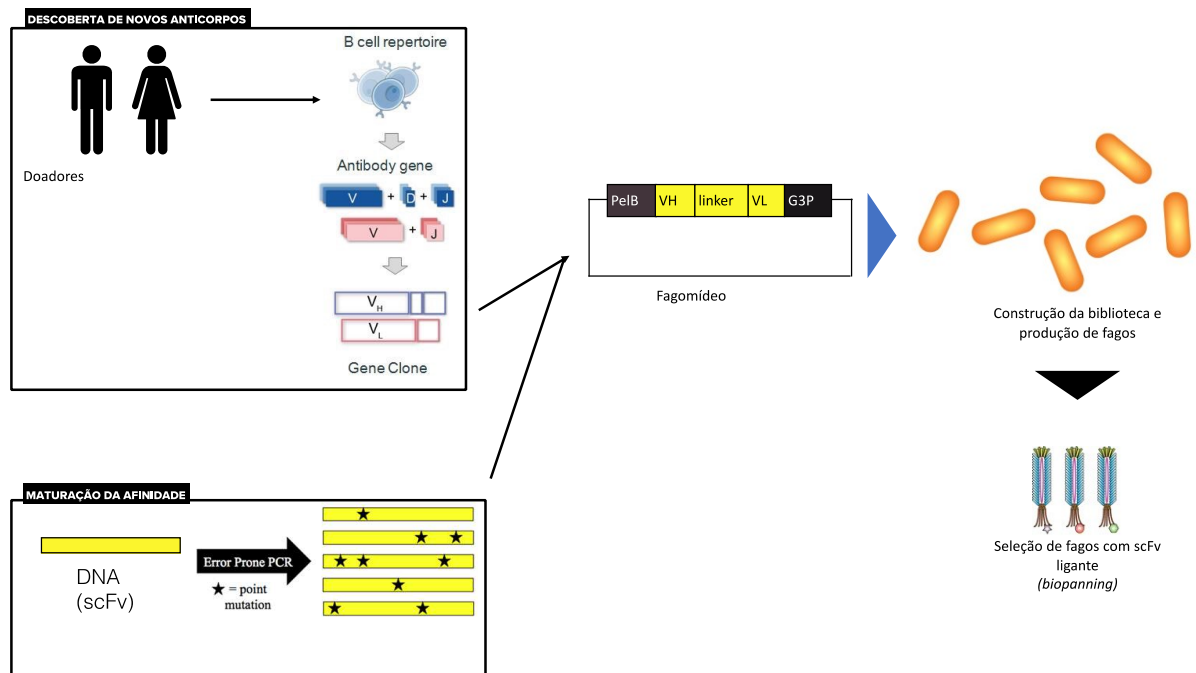 DESCOBERTA DE NOVOS ANTICORPOS
B cell repertoire
Doadores
Antibody gene
V + D + J
V + J
VH
VL
Gene Clone
PelB VH linker VL G3P
Fagomídeo
Construção da biblioteca e
produção de fagos
Seleção de fagos com scFv
ligante
(biopanning)
MATURAÇÃO DA AFINIDADE
DNA
(scFv)
Error Prone PCR
★ = point
mutation